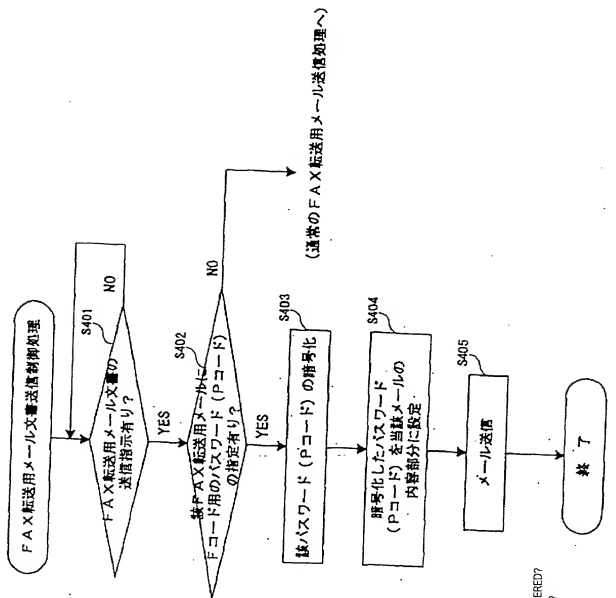 FAX転送用メール文書送信制御処理
S401
FAX転送用メール文書の
送信指示有り?
NO
YES
S402
該FAX転送用メールに
Fコード用のパスワード(Pコード)
の指定有り?
NO
(通常のFAX転送用メール送信処理へ)
YES
S403
該パスワード(Pコード)の暗号化
S404
暗号化したパスワード
(Pコード)を当該メールの
内容部分に設定
S405
メール送信
終了
ERED?
?